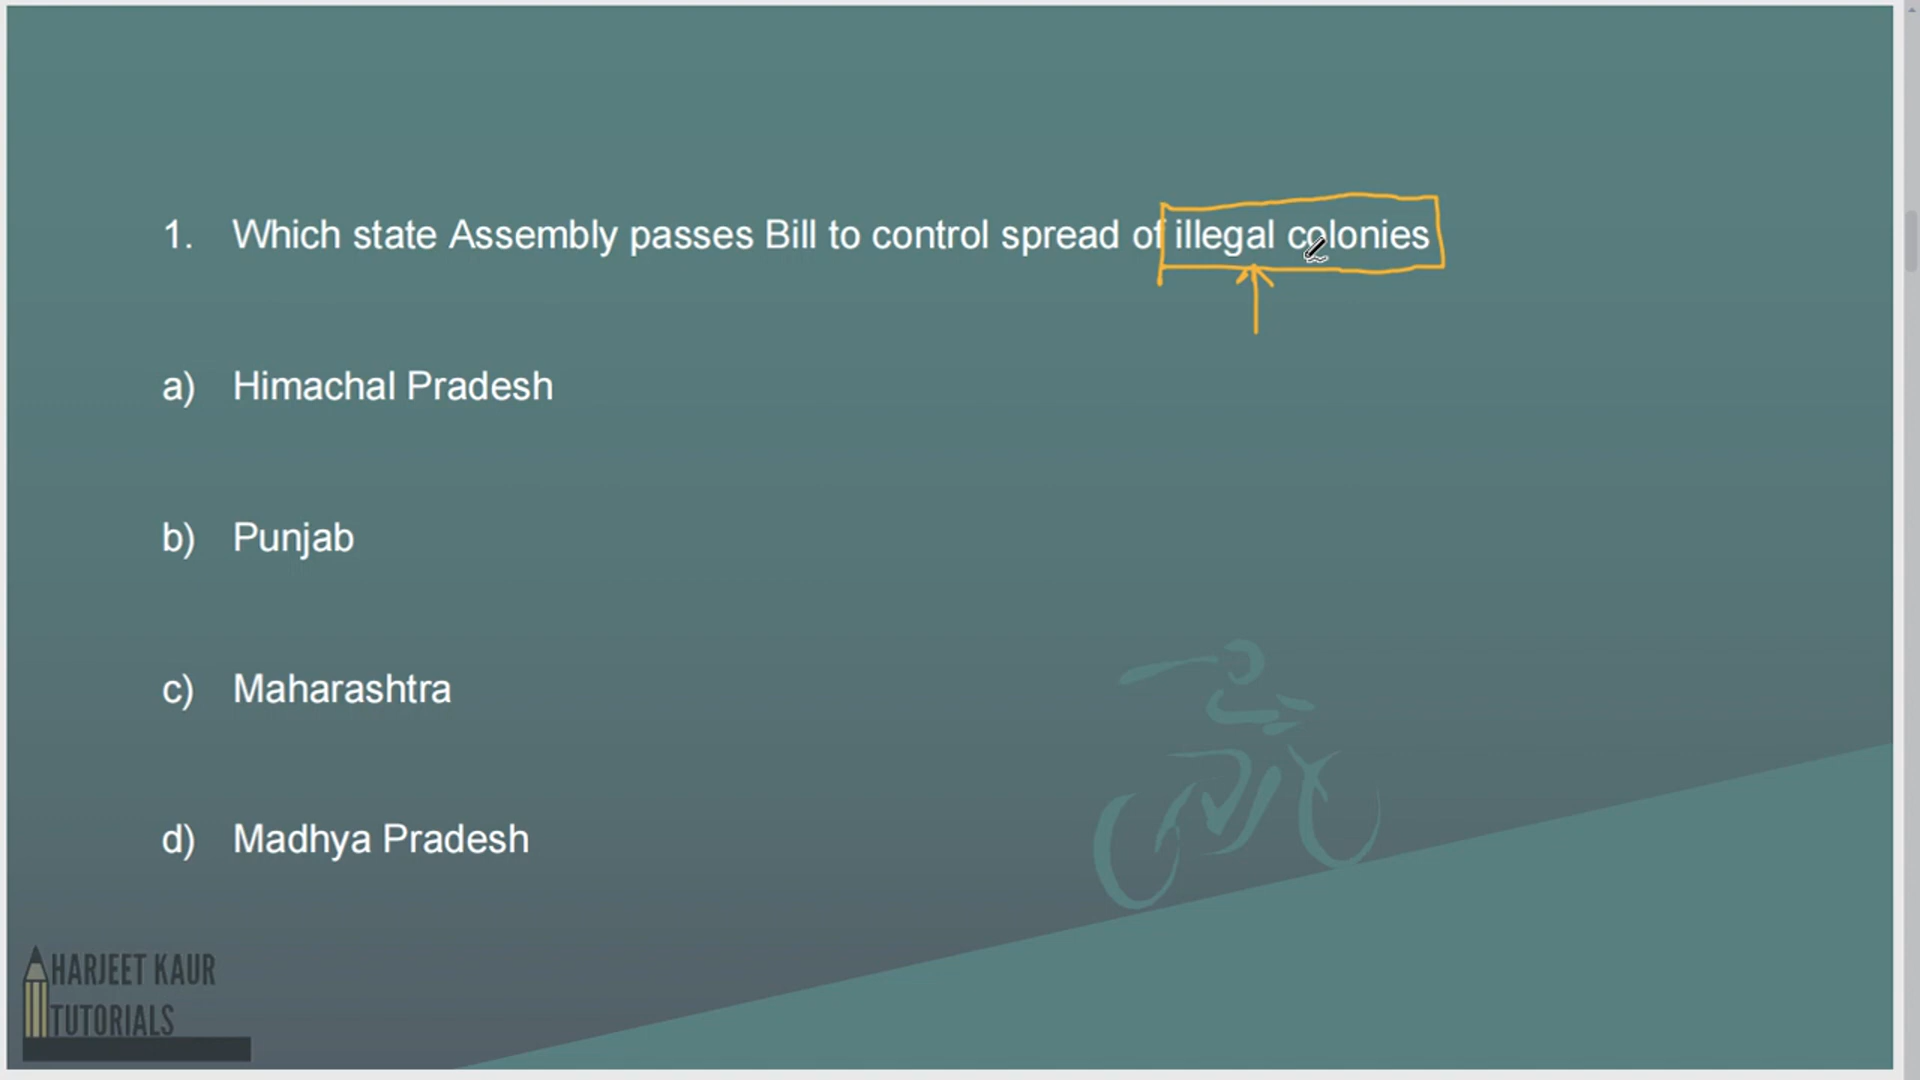 1. Which state Assembly passes Bill to control spread of illegal colonies
a) Himachal Pradesh
b) Punjab
c) Maharashtra
d) Madhya Pradesh
HARJEET KAUR
TUTORIALS